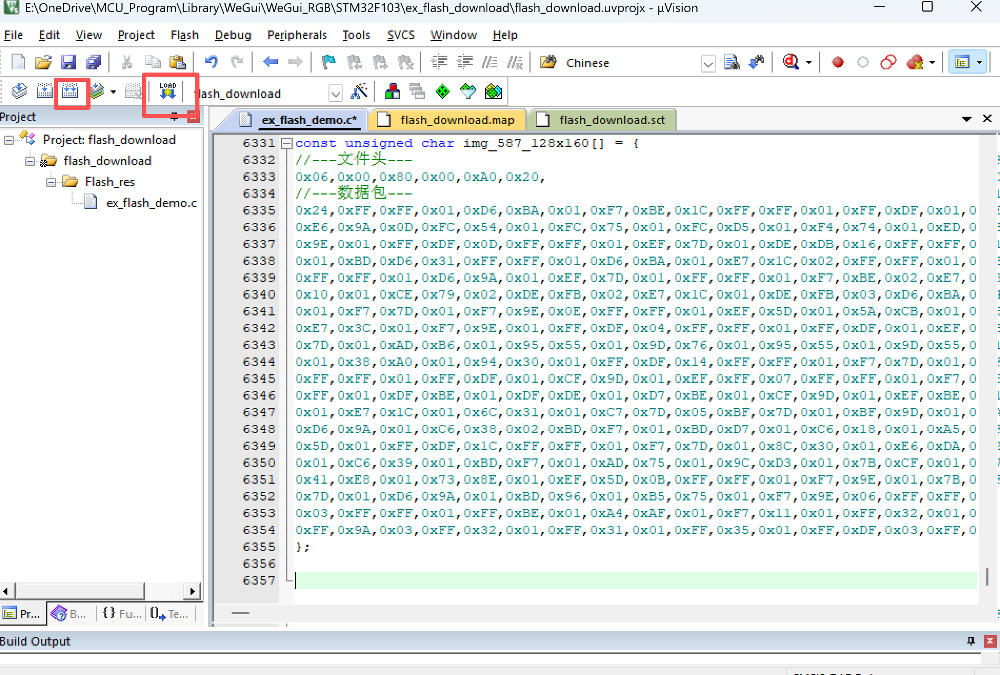 E:\OneDrive\MCU_Program\Library\WeGui\WeGui_RGB\STM32F103\ex_flash_download\flash_download.uvprojx - µVision
File Edit View Project Flash Debug Peripherals Tools SVCS Window Help
Chinese
LOAD
flash_download
Project
Project: flash_download
flash_download
Flash_res
ex_flash_demo.c
Pr... B... {} Fu... Te...
ex_flash_demo.c* flash_download.map flash_download.sct
6331 const unsigned char img_587_128x160[] = {
6332 //---文件头---
6333 0x06,0x00,0x80,0x00,0xA0,0x20,
6334 //---数据包---
6335 0x24,0xFF,0xFF,0x01,0xD6,0xBA,0x01,0xF7,0xBE,0x1C,0xFF,0xFF,0x01,0xFF,0xDF,0x01,0
6336 0xE6,0x9A,0x0D,0xFC,0x54,0x01,0xFC,0x75,0x01,0xFC,0xD5,0x01,0xF4,0x74,0x01,0xED,0
6337 0x9E,0x01,0xFF,0xDF,0x0D,0xFF,0xFF,0x01,0xEF,0x7D,0x01,0xDE,0xDB,0x16,0xFF,0xFF,0
6338 0x01,0xBD,0xD6,0x31,0xFF,0xFF,0x01,0xD6,0xBA,0x01,0xE7,0x1C,0x02,0xFF,0xFF,0x01,0
6339 0xFF,0xFF,0x01,0xD6,0x9A,0x01,0xEF,0x7D,0x01,0xFF,0xFF,0x01,0xF7,0xBE,0x02,0xE7,0
6340 0x10,0x01,0xCE,0x79,0x02,0xDE,0xFB,0x02,0xE7,0x1C,0x01,0xDE,0xFB,0x03,0xD6,0xBA,0
6341 0x01,0xF7,0x7D,0x01,0xF7,0x9E,0x0E,0xFF,0xFF,0x01,0xEF,0x5D,0x01,0x5A,0xCB,0x01,0
6342 0xE7,0x3C,0x01,0xF7,0x9E,0x01,0xFF,0xDF,0x04,0xFF,0xFF,0x01,0xFF,0xDF,0x01,0xEF,0
6343 0x7D,0x01,0xAD,0xB6,0x01,0x95,0x55,0x01,0x9D,0x76,0x01,0x95,0x55,0x01,0x9D,0x55,0
6344 0x01,0x38,0xA0,0x01,0x94,0x30,0x01,0xFF,0xDF,0x14,0xFF,0xFF,0x01,0xF7,0x7D,0x01,0
6345 0xFF,0xFF,0x01,0xFF,0xDF,0x01,0xCF,0x9D,0x01,0xEF,0xFF,0x07,0xFF,0xFF,0x01,0xF7,0
6346 0xFF,0x01,0xDF,0xBE,0x01,0xDF,0xDE,0x01,0xD7,0xBE,0x01,0xCF,0x9D,0x01,0xEF,0xBE,0
6347 0x01,0xE7,0x1C,0x01,0x6C,0x31,0x01,0xC7,0x7D,0x05,0xBF,0x7D,0x01,0xBF,0x9D,0x01,0
6348 0xD6,0x9A,0x01,0xC6,0x38,0x02,0xBD,0xF7,0x01,0xBD,0xD7,0x01,0xC6,0x18,0x01,0xA5,0
6349 0x5D,0x01,0xFF,0xDF,0x1C,0xFF,0xFF,0x01,0xF7,0x7D,0x01,0x8C,0x30,0x01,0xE6,0xDA,0
6350 0x01,0xC6,0x39,0x01,0xBD,0xF7,0x01,0xAD,0x75,0x01,0x9C,0xD3,0x01,0x7B,0xCF,0x01,0
6351 0x41,0xE8,0x01,0x73,0x8E,0x01,0xEF,0x5D,0x0B,0xFF,0xFF,0x01,0xF7,0x9E,0x01,0x7B,0
6352 0x7D,0x01,0xD6,0x9A,0x01,0xBD,0x96,0x01,0xB5,0x75,0x01,0xF7,0x9E,0x06,0xFF,0xFF,0
6353 0x03,0xFF,0xFF,0x01,0xFF,0xBE,0x01,0xA4,0xAF,0x01,0xF7,0x11,0x01,0xFF,0x32,0x01,0
6354 0xFF,0x9A,0x03,0xFF,0x32,0x01,0xFF,0x31,0x01,0xFF,0x35,0x01,0xFF,0xDF,0x03,0xFF,0
6355 };
6356
6357
Build Output